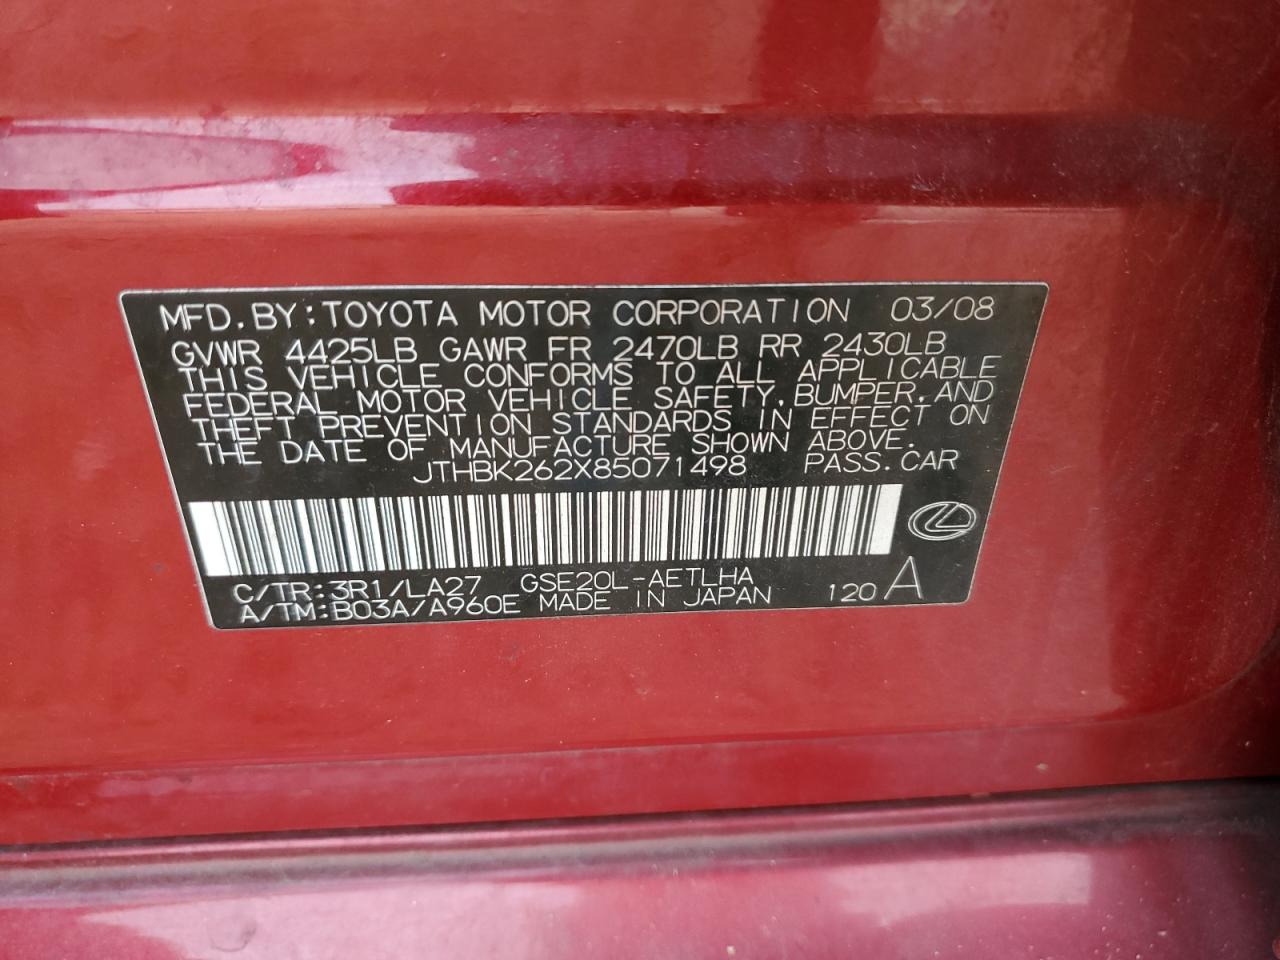 MFD.BY:TOYOTA MOTOR CORPORATION 03/08
GVWR 4425LB GAWR FR 2470LB RR 2430LB
THIS VEHICLE CONFORMS TO ALL APPLICABLE
FEDERAL MOTOR VEHICLE SAFETY,BUMPER,AND
THEFT PREVENTION STANDARDS IN EFFECT ON
THE DATE OF MANUFACTURE SHOWN ABOVE.
JTHBK262X85071498 PASS.CAR
C/TR:3R1/LA27 GSE20L-AETLHA
A/TM:B03A/A960E MADE IN JAPAN 120 A